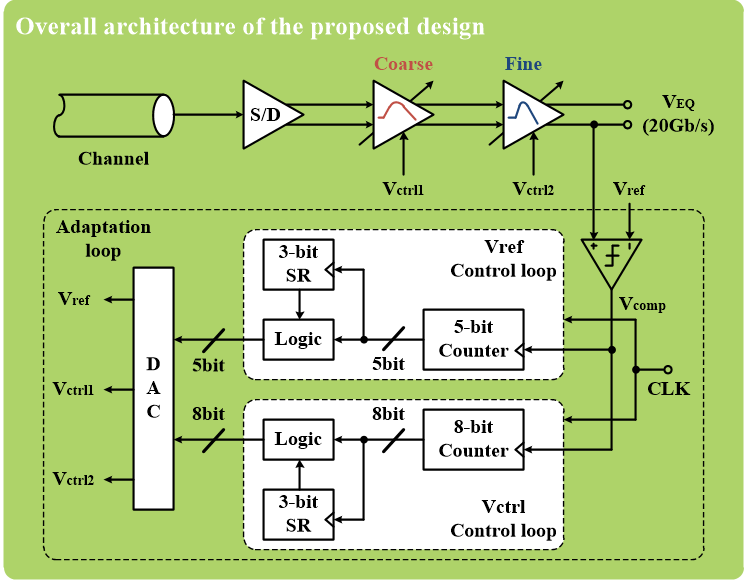 Overall architecture of the proposed design
Coarse
Fine
S/D
VEQ
(20Gb/s)
Channel
Vctrl1
Vctrl2
Vref
Adaptation
loop
3-bit
SR
Vref
Control loop
+
-
Vcomp
Vref
Logic
5-bit
Counter
5bit
5bit
CLK
D
A
C
Vctrl1
8bit
8bit
Logic
8-bit
Counter
Vctrl2
3-bit
SR
Vctrl
Control loop